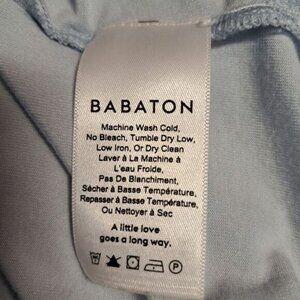 BABATON
Machine Wash Cold,
No Bleach, Tumble Dry Low,
Low Iron, Or Dry Clean
Laver à La Machine à
L'eau Froide,
Pas De Blanchiment,
Sécher à Basse Température,
Repasser à Basse Température,
Ou Nettoyer à Sec
A little love
goes a long way.
P